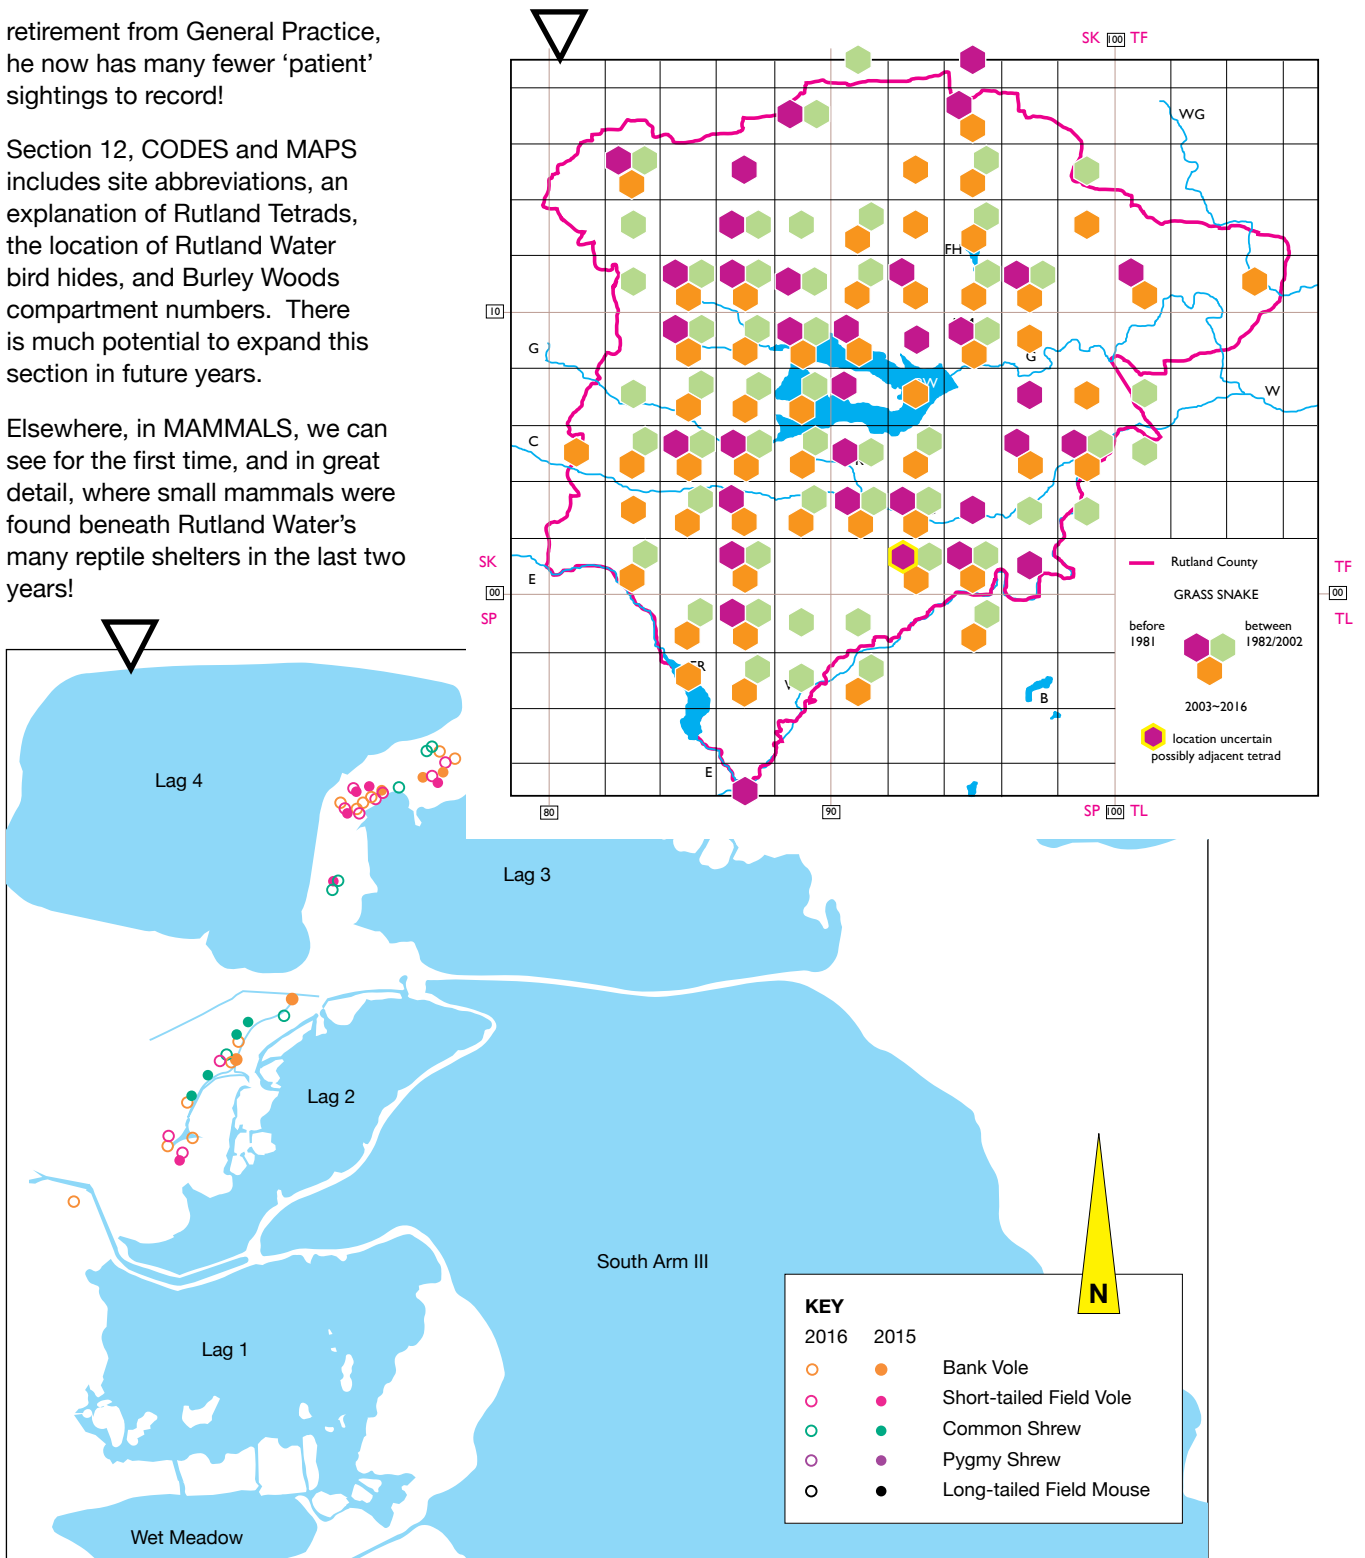 retirement from General Practice,
he now has many fewer ‘patient’
sightings to record!
Section 12, CODES and MAPS
includes site abbreviations, an
explanation of Rutland Tetrads,
the location of Rutland Water
bird hides, and Burley Woods
compartment numbers.  There
is much potential to expand this
section in future years.
Elsewhere, in MAMMALS, we can
see for the first time, and in great
detail, where small mammals were
found beneath Rutland Water’s
many reptile shelters in the last two
years!
SK 100 TF
WG
FH
10
G
G
W
W
C
SK
TF
E
00
00
SP
TL
Rutland County
GRASS SNAKE
before
1981
between
1982/2002
2003~2016
location uncertain
possibly adjacent tetrad
ER
B
E
80
90
SP 100 TL
Lag 4
Lag 3
Lag 2
South Arm III
Lag 1
Wet Meadow
N
KEY
2016 2015
Bank Vole
Short-tailed Field Vole
Common Shrew
Pygmy Shrew
Long-tailed Field Mouse